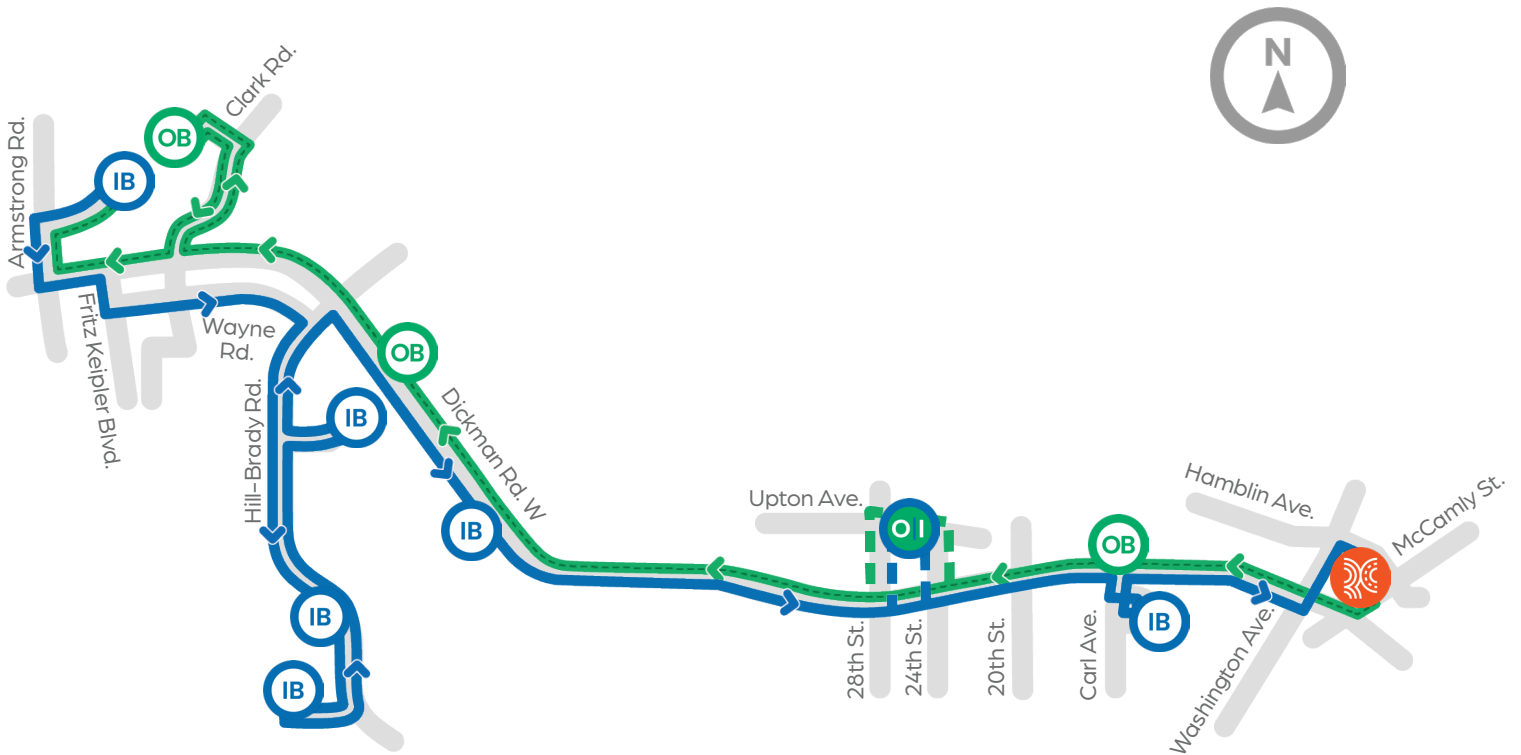 N
Clark Rd.
OB
Armstrong Rd.
IB
Fritz Keipler Blvd.
Wayne
Rd.
OB
Hill-Brady Rd.
IB
Dickman Rd. W
IB
Upton Ave.
O|I
OB
Hamblin Ave.
McCamly St.
IB
28th St.
24th St.
20th St.
Carl Ave.
IB
Washington Ave.
IB